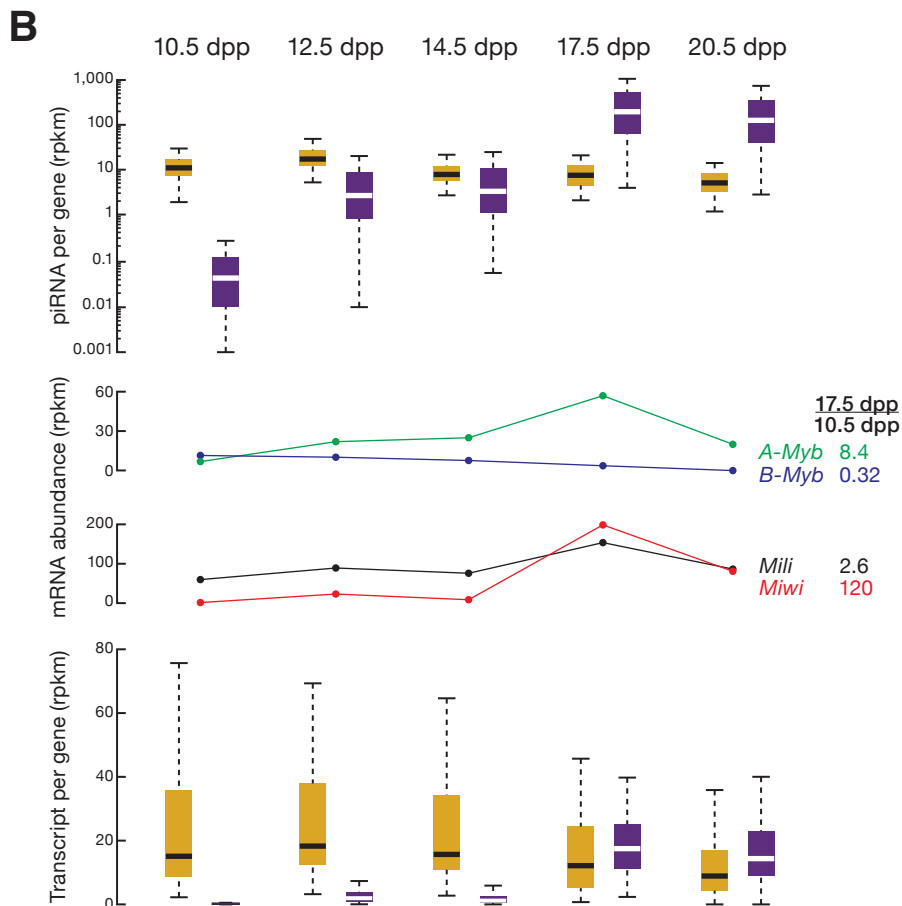 B
10.5 dpp 12.5 dpp 14.5 dpp 17.5 dpp 20.5 dpp
piRNA per gene (rpkm)
1,000
100
10
1
0.1
0.01
0.001
mRNA abundance (rpkm)
60
30
0
17.5 dpp
10.5 dpp
A-Myb 8.4
B-Myb 0.32
200
100
0
Mili 2.6
Miwi 120
Transcript per gene (rpkm)
80
60
40
20
0